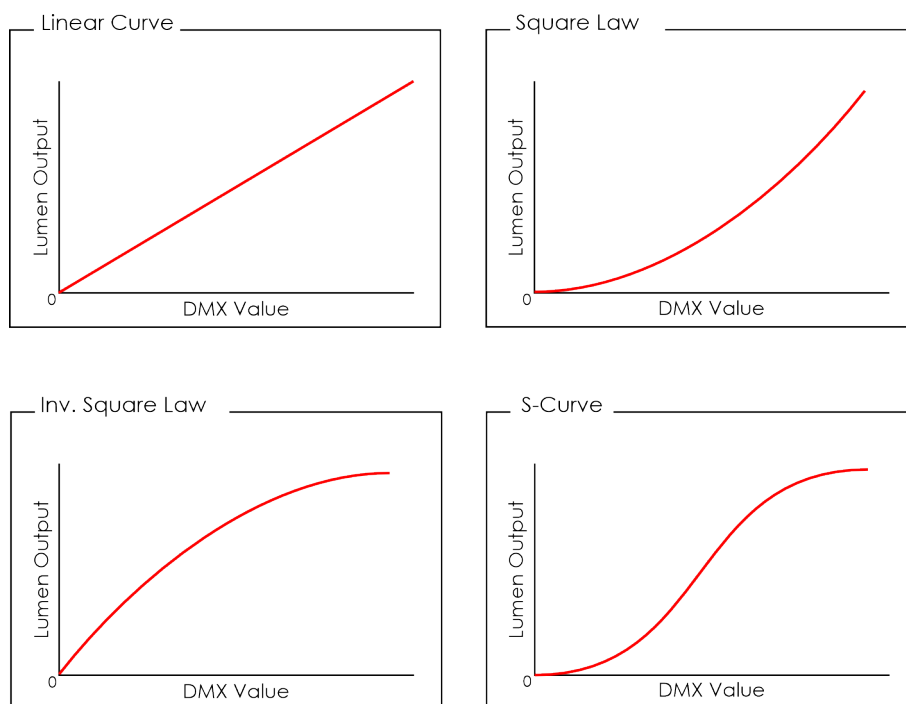 Linear Curve
Lumen Output
0
DMX Value
Square Law
Lumen Output
0
DMX Value
Inv. Square Law
Lumen Output
0
DMX Value
S-Curve
Lumen Output
0
DMX Value